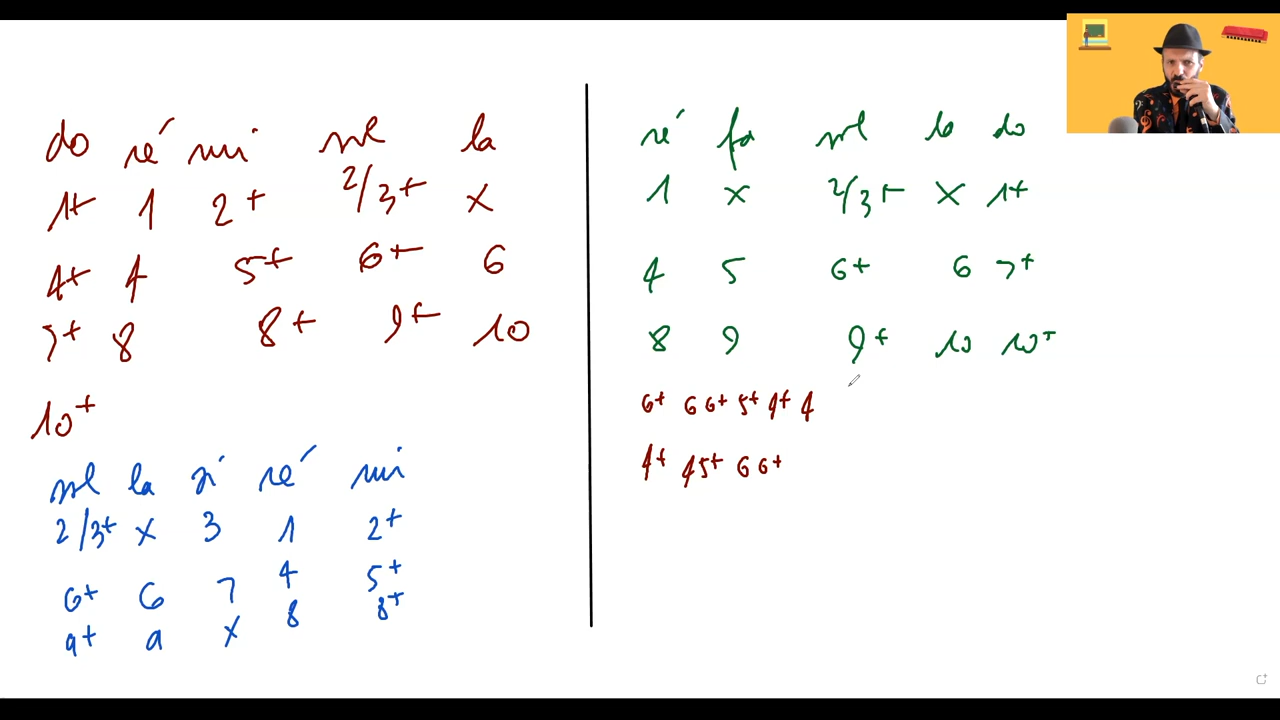 do ré mi sol la
1+ 1 2+ 2/3+ x
4+ 4 5+ 6+ 6
7+ 8 8+ 9+ 10
10+
sol la si ré mi
2/3+ x 3 1 2+
6+ 6 7 4 5+
9+ 9 x 8 8+
ré fa sol la do
1 x 2/3+ x 1+
4 5 6+ 6 7+
8 9 9+ 10 10+
6+ 6 6+ 5+ 4+ 4
4+ 4 5+ 6 6+